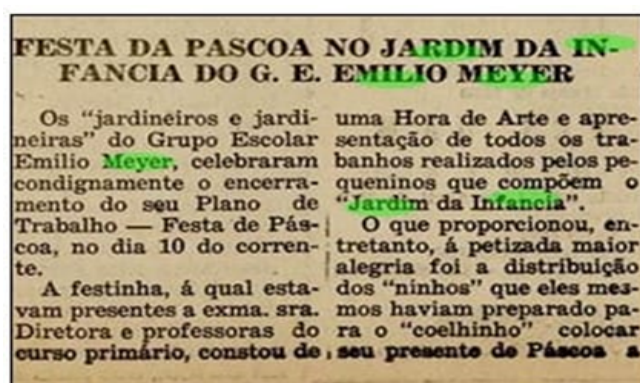 FESTA DA PASCOA NO JARDIM DA IN-
FANCIA DO G. E. EMILIO MEYER
Os "jardineiros e jardi-
neiras" do Grupo Escolar
Emilio Meyer, celebraram
condignamente o encerra-
mento do seu Plano de
Trabalho — Festa de Pás-
coa, no dia 10 do corren-
te.
A festinha, á qual esta-
vam presentes a exma. sra.
Diretora e professoras do
curso primário, constou de
uma Hora de Arte e apre-
sentação de todos os tra-
banhos realizados pelos pe-
queninos que compõem o
"Jardim da Infancia".
O que proporcionou, en-
tretanto, á petizada maior
alegria foi a distribuição
dos "ninhos" que eles mes-
mos haviam preparado pa-
ra o "coelhinho" colocar
seu presente de Páscoa a